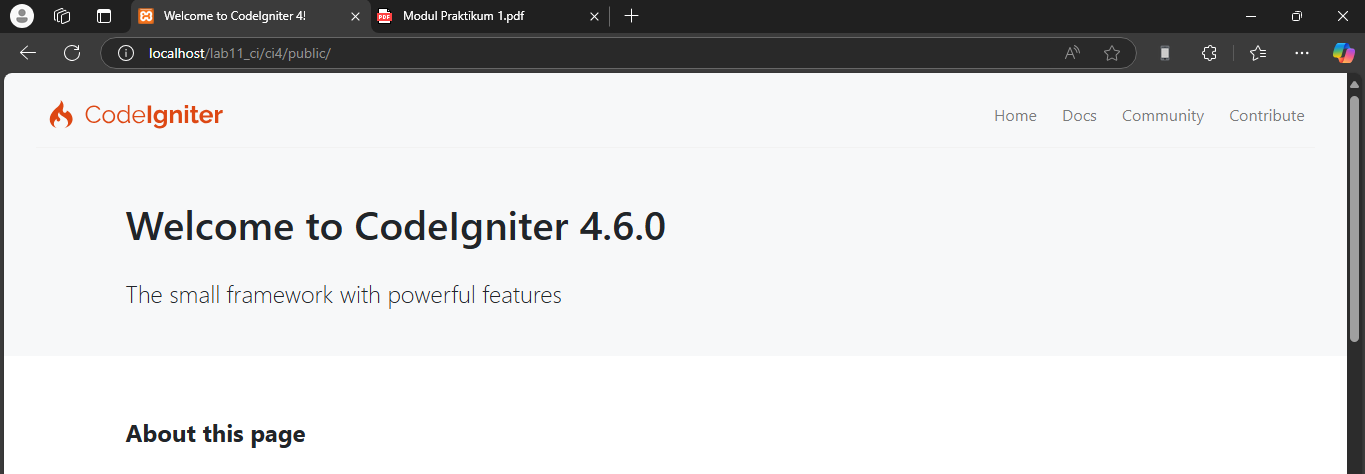 Welcome to CodeIgniter 4!
PDF
Modul Praktikum 1.pdf
localhost/lab11_ci/ci4/public/
CodeIgniter
Home Docs Community Contribute
Welcome to CodeIgniter 4.6.0
The small framework with powerful features
About this page